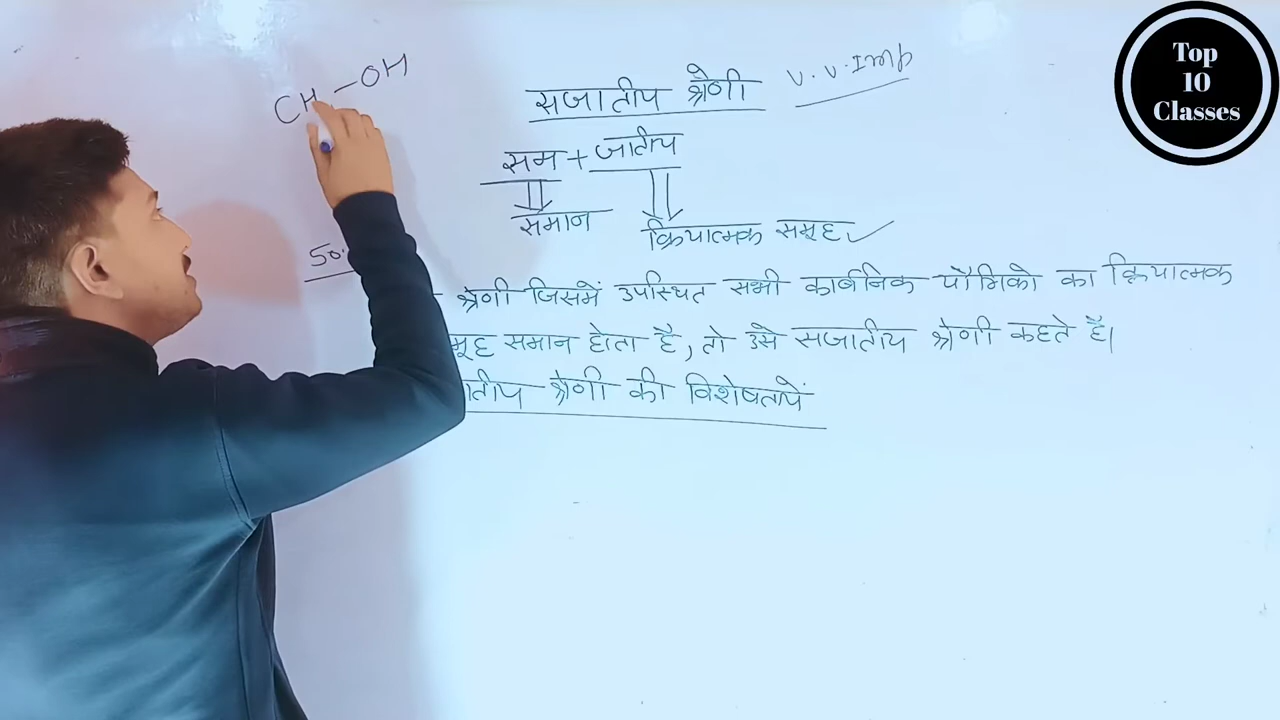 CH – OH
सजातीय श्रेणी V.V.Imp
सम + जातीय
समान क्रियात्मक समूह
Sol.
श्रेणी जिसमें उपस्थित सभी कार्बनिक यौगिको का क्रियात्मक
मूह समान होता है, तो उसे सजातीय श्रेणी कहते है।
तीय श्रेणी की विशेषतायें
Top
10
Classes